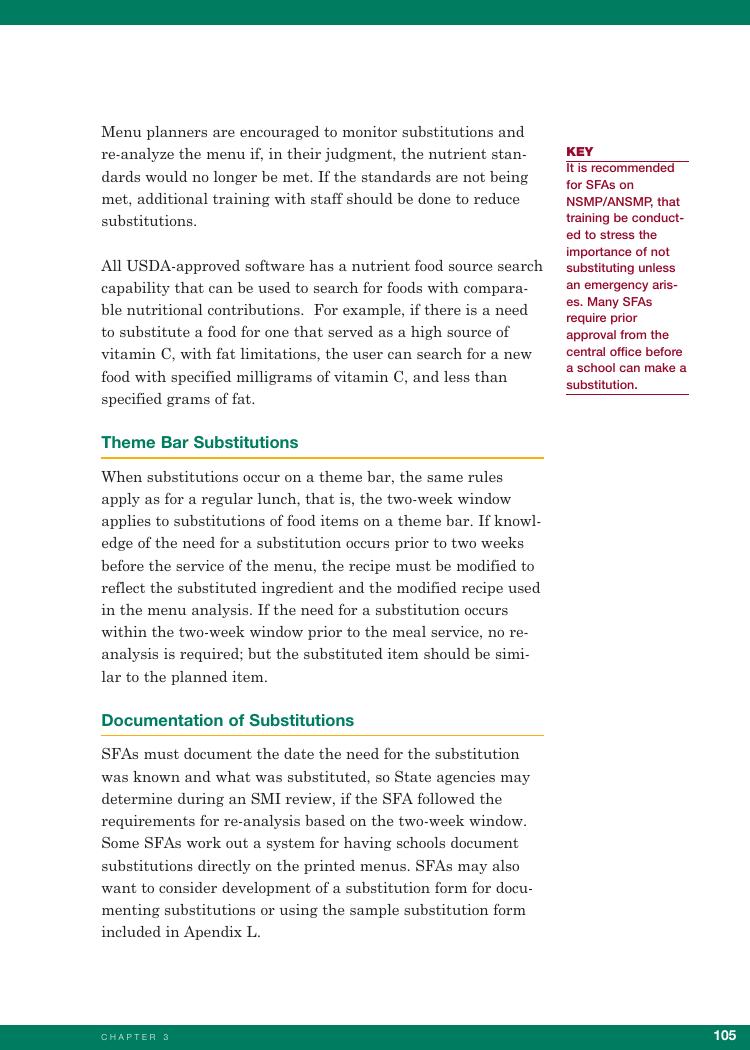 Menu planners are encouraged to monitor substitutions and
re-analyze the menu if, in their judgment, the nutrient stan-
dards would no longer be met. If the standards are not being
met, additional training with staff should be done to reduce
substitutions.
All USDA-approved software has a nutrient food source search
capability that can be used to search for foods with compara-
ble nutritional contributions.  For example, if there is a need
to substitute a food for one that served as a high source of
vitamin C, with fat limitations, the user can search for a new
food with specified milligrams of vitamin C, and less than
specified grams of fat.
KEY
It is recommended
for SFAs on
NSMP/ANSMP, that
training be conduct-
ed to stress the
importance of not
substituting unless
an emergency aris-
es. Many SFAs
require prior
approval from the
central office before
a school can make a
substitution.
Theme Bar Substitutions
When substitutions occur on a theme bar, the same rules
apply as for a regular lunch, that is, the two-week window
applies to substitutions of food items on a theme bar. If knowl-
edge of the need for a substitution occurs prior to two weeks
before the service of the menu, the recipe must be modified to
reflect the substituted ingredient and the modified recipe used
in the menu analysis. If the need for a substitution occurs
within the two-week window prior to the meal service, no re-
analysis is required; but the substituted item should be simi-
lar to the planned item.
Documentation of Substitutions
SFAs must document the date the need for the substitution
was known and what was substituted, so State agencies may
determine during an SMI review, if the SFA followed the
requirements for re-analysis based on the two-week window.
Some SFAs work out a system for having schools document
substitutions directly on the printed menus. SFAs may also
want to consider development of a substitution form for docu-
menting substitutions or using the sample substitution form
included in Apendix L.
CHAPTER 3
105